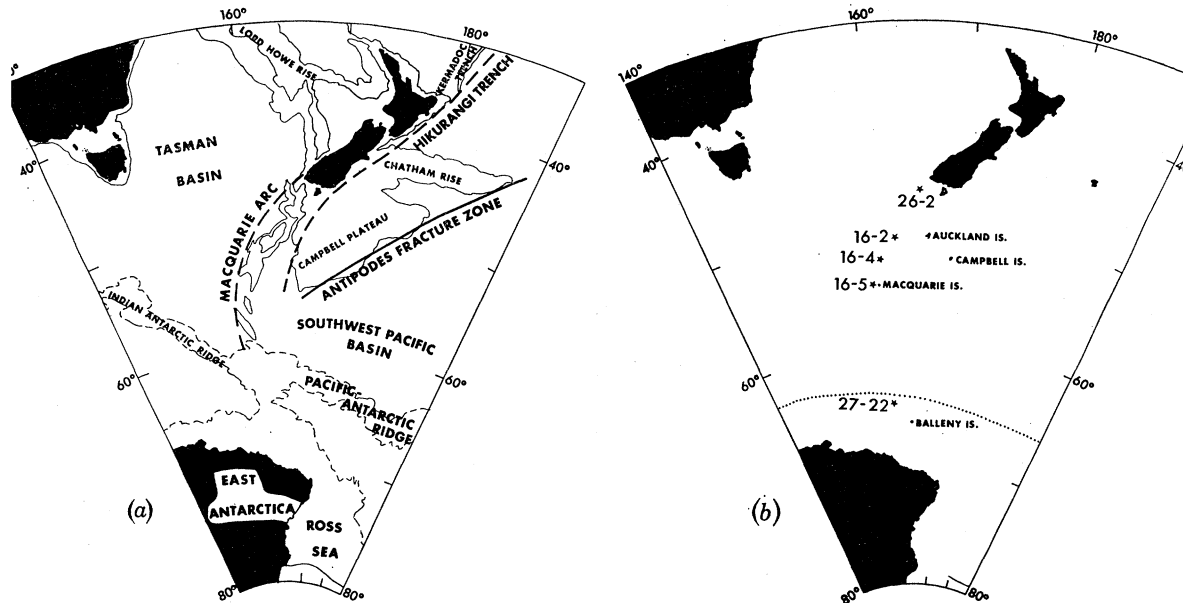 160°
180°
LORD HOWE RISE
KERMADOC
TRENCH
HIKURANGI TRENCH
TASMAN
BASIN
40°
40°
CHATHAM RISE
MACQUARIE ARC
CAMPBELL PLATEAU
ANTIPODES FRACTURE ZONE
INDIAN ANTARCTIC RIDGE
SOUTHWEST PACIFIC
BASIN
60°
60°
PACIFIC-
ANTARCTIC
RIDGE
EAST
ANTARCTICA
(a)
ROSS
SEA
80°
80°
160°
180°
140°
40°
40
26-2
16-2* AUCKLAND IS.
16-4* CAMPBELL IS.
16-5* MACQUARIE IS.
60°
60°
27-22*
BALLENY IS.
(b)
80°
80°